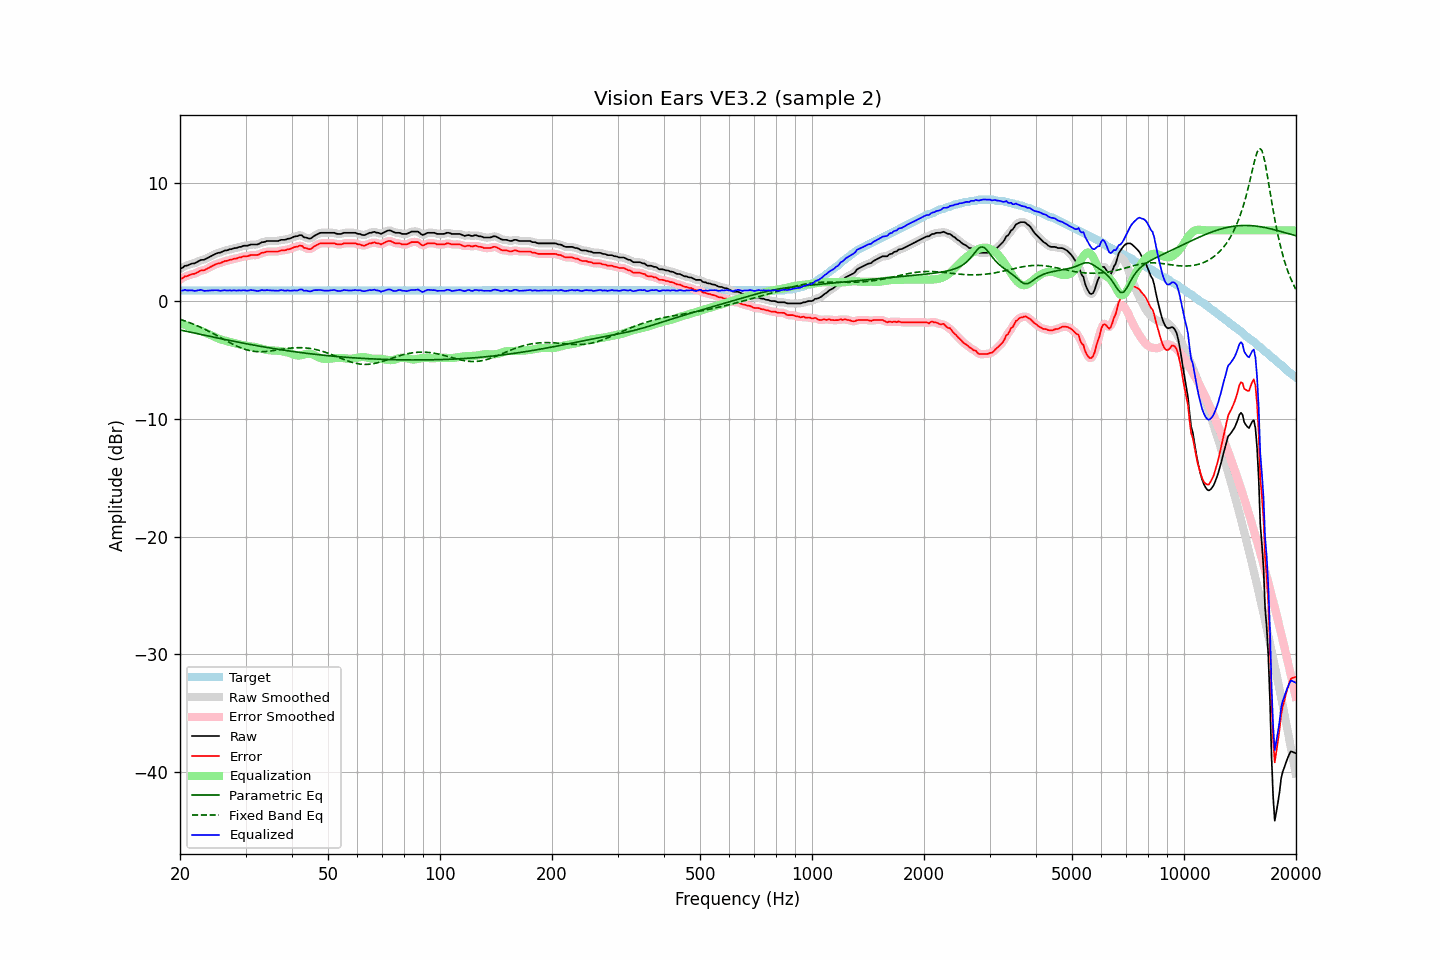 Vision Ears VE3.2 (sample 2)
10
0
−10
−20
−30
−40
Amplitude (dBr)
Target
Raw Smoothed
Error Smoothed
Raw
Error
Equalization
Parametric Eq
Fixed Band Eq
Equalized
20 50 100 200 500 1000 2000 5000 10000 20000
Frequency (Hz)